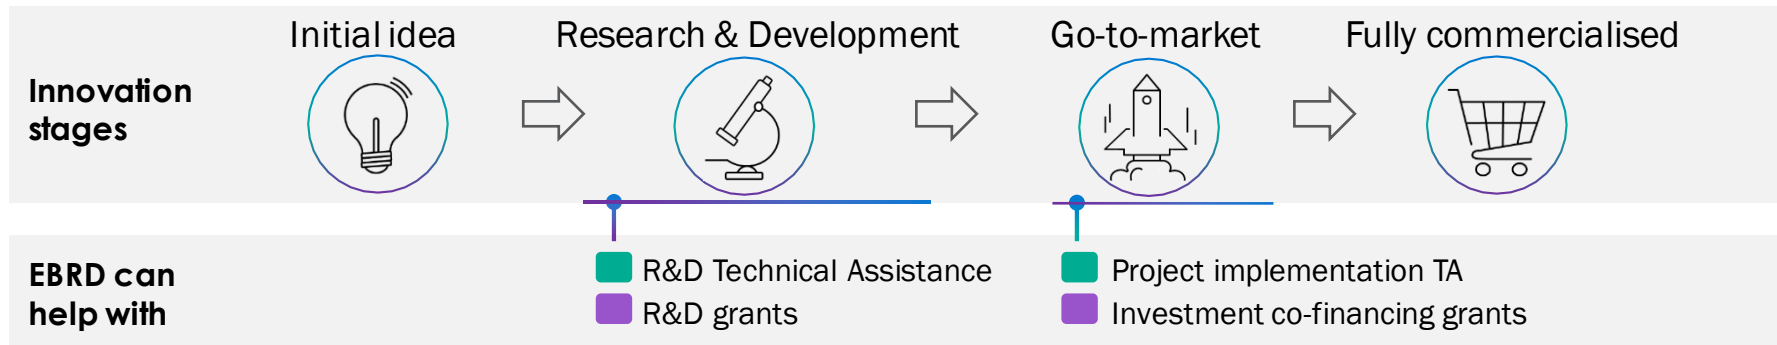 Initial idea
Research & Development
Go-to-market
Fully commercialised
Innovation
stages
EBRD can
help with
R&D Technical Assistance
R&D grants
Project implementation TA
Investment co-financing grants